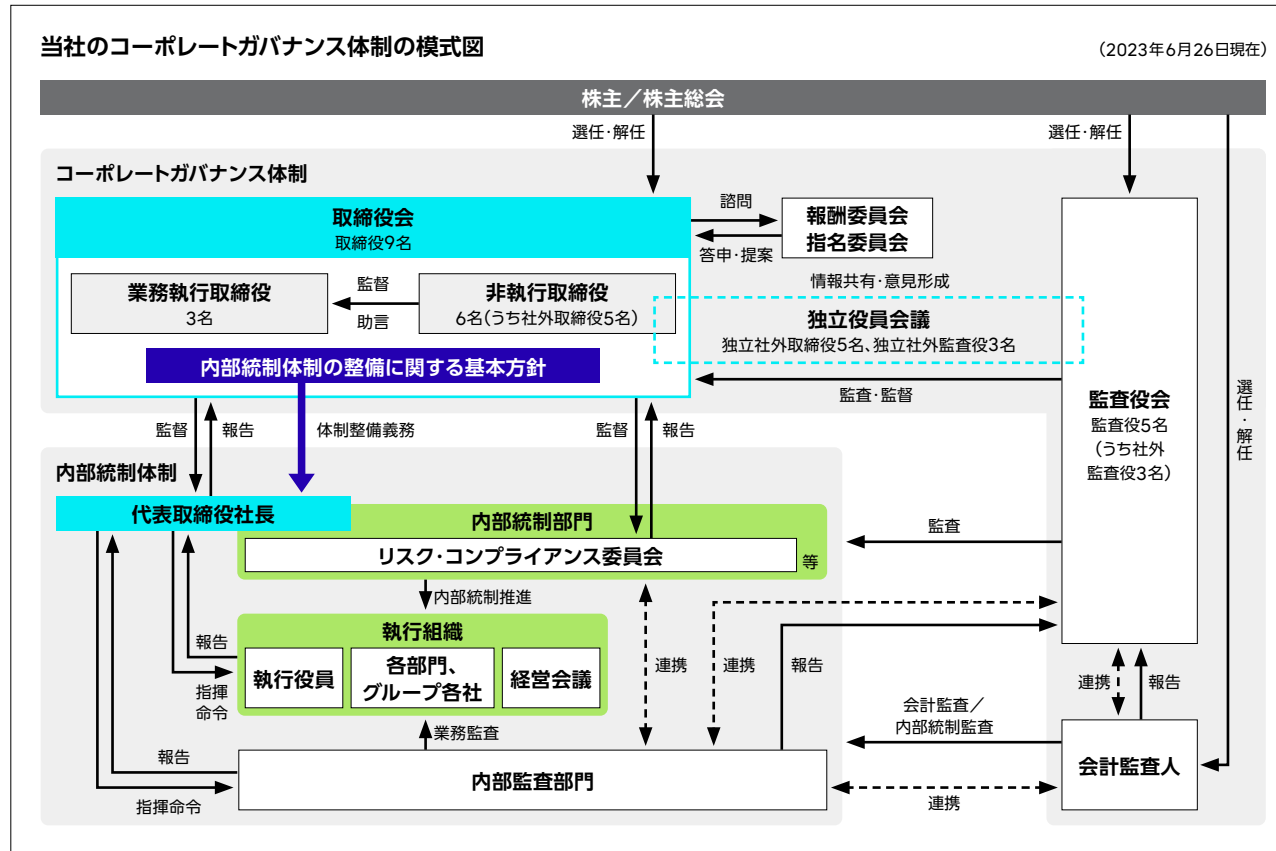 当社のコーポレートガバナンス体制の模式図
（2023年6月26日現在）
株主／株主総会
選任・解任
選任・解任
コーポレートガバナンス体制
取締役会
取締役9名
諮問
答申・提案
報酬委員会
指名委員会
業務執行取締役
3名
監督
助言
非執行取締役
6名（うち社外取締役5名）
情報共有・意見形成
独立役員会議
独立社外取締役5名、独立社外監査役3名
内部統制体制の整備に関する基本方針
監査・監督
監査役会
監査役5名
（うち社外
監査役3名）
選任・解任
監督
報告
体制整備義務
監督
報告
内部統制体制
代表取締役社長
内部統制部門
リスク・コンプライアンス委員会
等
監査
内部統制推進
執行組織
執行役員
各部門、
グループ各社
経営会議
報告
指揮
命令
連携
連携
報告
連携
報告
業務監査
会計監査／
内部統制監査
報告
指揮命令
内部監査部門
連携
会計監査人